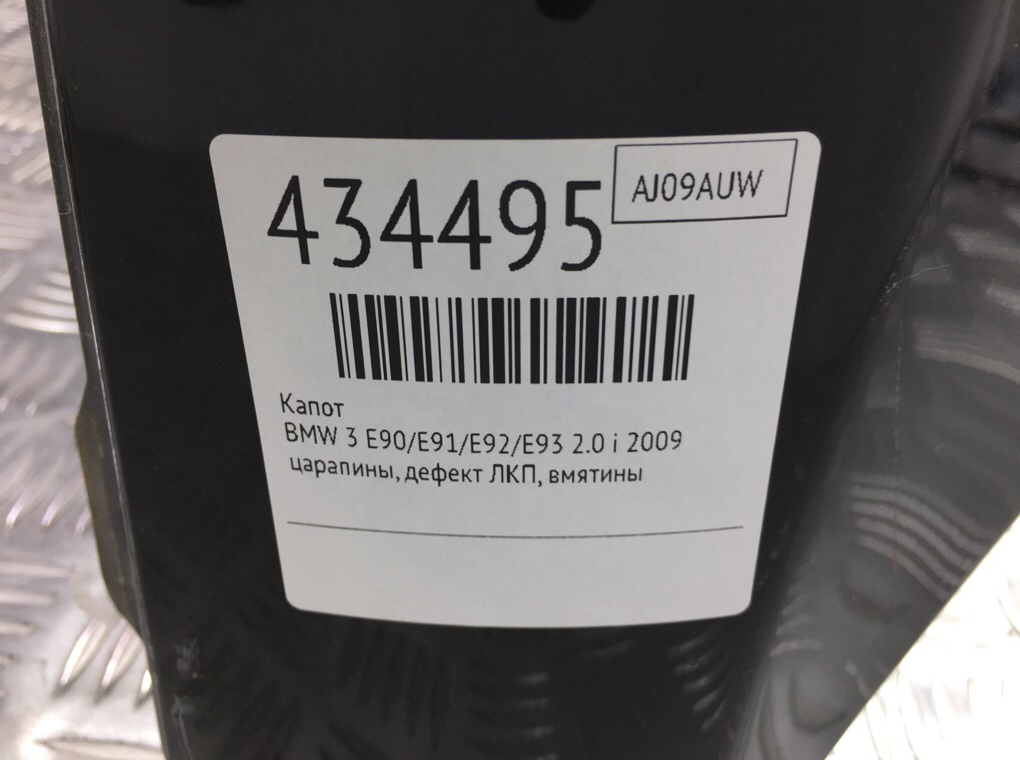 434495
AJ09AUW
Капот
BMW 3 E90/E91/E92/E93 2.0 i 2009
царапины, дефект ЛКП, вмятины